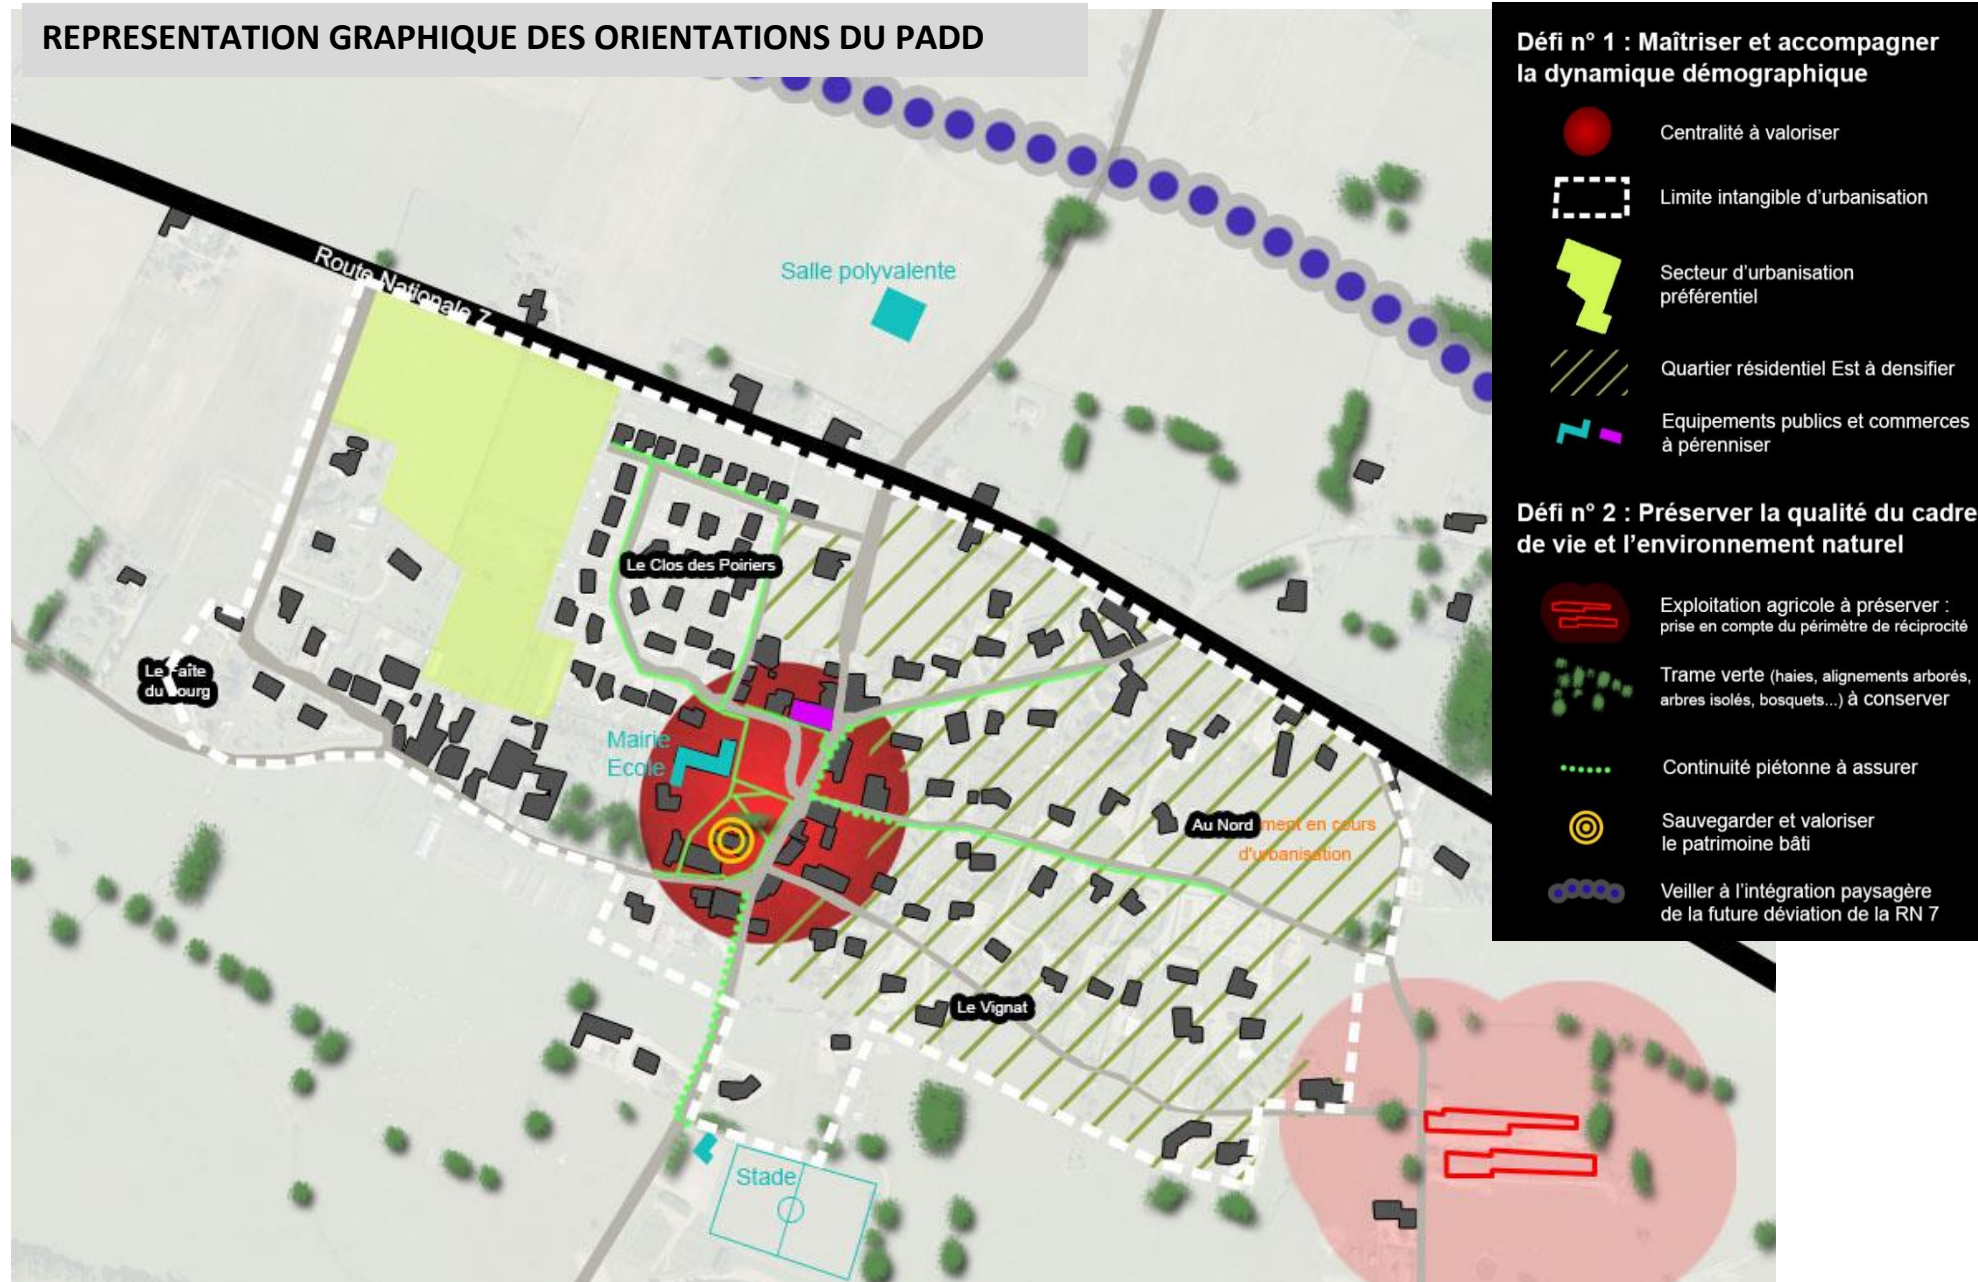 REPRESENTATION GRAPHIQUE DES ORIENTATIONS DU PADD
Route Nationale 7
Salle polyvalente
Le Clos des Poiriers
Le Faîte
du Bourg
Mairie
Ecole
Au Nord
ment en cours
d'urbanisation
Le Vignat
Stade
Défi n° 1 : Maîtriser et accompagner
la dynamique démographique
Centralité à valoriser
Limite intangible d'urbanisation
Secteur d'urbanisation
préférentiel
Quartier résidentiel Est à densifier
Equipements publics et commerces
à pérenniser
Défi n° 2 : Préserver la qualité du cadre
de vie et l'environnement naturel
Exploitation agricole à préserver :
prise en compte du périmètre de réciprocité
Trame verte (haies, alignements arborés,
arbres isolés, bosquets...) à conserver
Continuité piétonne à assurer
Sauvegarder et valoriser
le patrimoine bâti
Veiller à l'intégration paysagère
de la future déviation de la RN 7